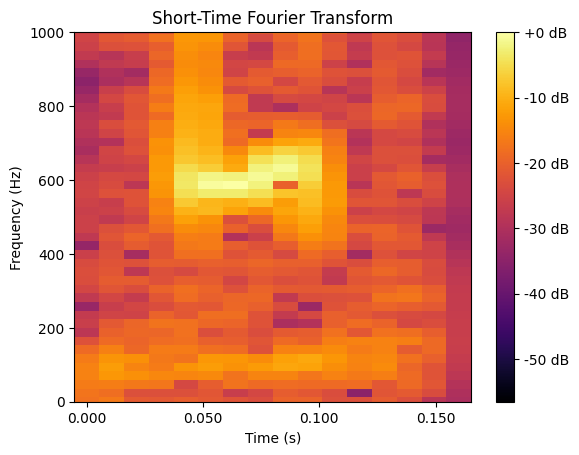 Short-Time Fourier Transform
1000
800
600
400
200
0
Frequency (Hz)
0.000
0.050
0.100
0.150
Time (s)
+0 dB
-10 dB
-20 dB
-30 dB
-40 dB
-50 dB